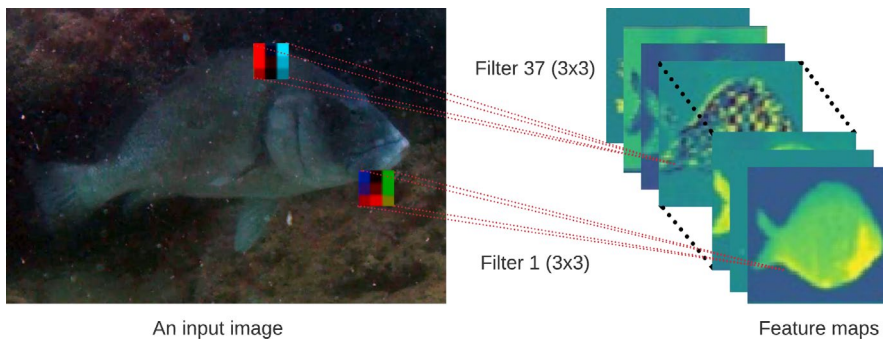 Filter 37 (3x3)
Filter 1 (3x3)
An input image
Feature maps